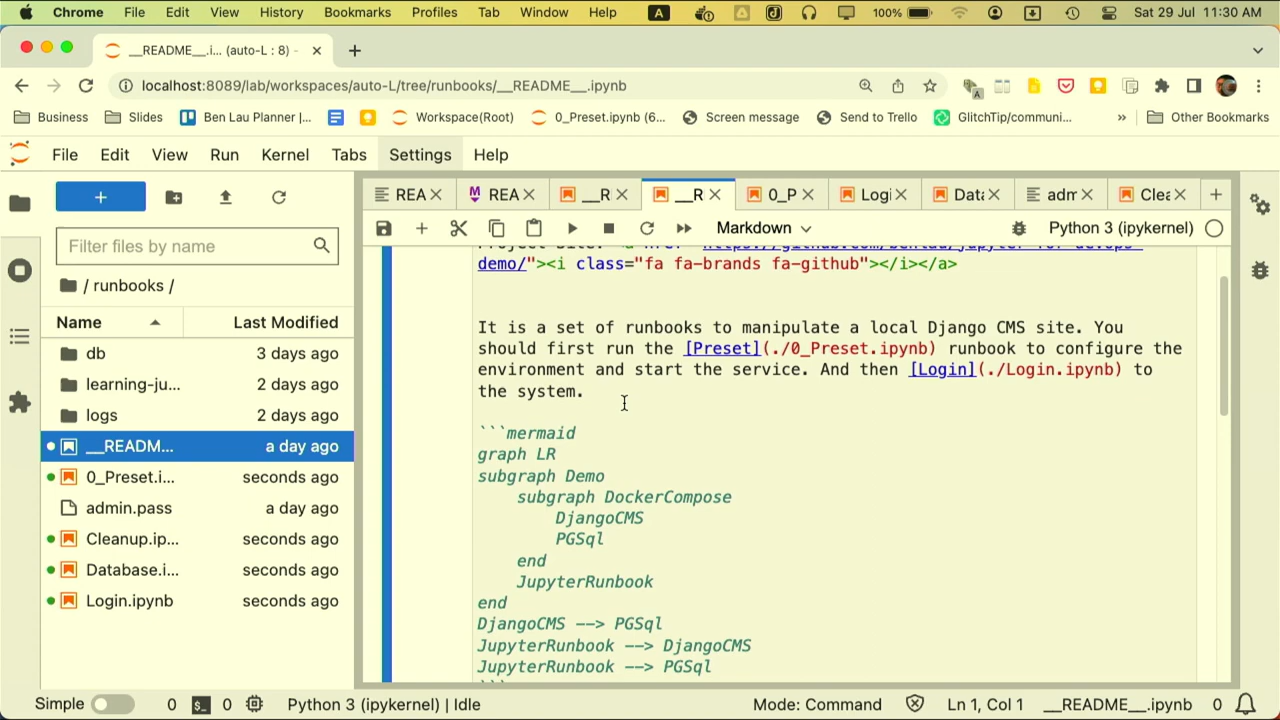 Chrome File Edit View History Bookmarks Profiles Tab Window Help A 100% Sat 29 Jul 11:30 AM
__README__.i... (auto-L : 8) -
localhost:8089/lab/workspaces/auto-L/tree/runbooks/__README__.ipynb
Business Slides Ben Lau Planner |... Workspace(Root) 0_Preset.ipynb (6... Screen message Send to Trello GlitchTip/communi... » Other Bookmarks
File Edit View Run Kernel Tabs Settings Help
REA REA __R __R 0_P Logi Data adm Clea
Markdown Python 3 (ipykernel)
Filter files by name
/ runbooks /
Name Last Modified
db 3 days ago
learning-ju... 2 days ago
logs 2 days ago
__READM... a day ago
0_Preset.i... seconds ago
admin.pass a day ago
Cleanup.ip... seconds ago
Database.i... seconds ago
Login.ipynb seconds ago
demo/"><i class="fa fa-brands fa-github"></i></a>
It is a set of runbooks to manipulate a local Django CMS site. You
should first run the [Preset](./0_Preset.ipynb) runbook to configure the
environment and start the service. And then [Login](./Login.ipynb) to
the system.
```mermaid
graph LR
subgraph Demo
subgraph DockerCompose
DjangoCMS
PGSql
end
JupyterRunbook
end
DjangoCMS --> PGSql
JupyterRunbook --> DjangoCMS
JupyterRunbook --> PGSql
Simple 0 $_ 0 Python 3 (ipykernel) | Idle Mode: Command Ln 1, Col 1 __README__.ipynb 0